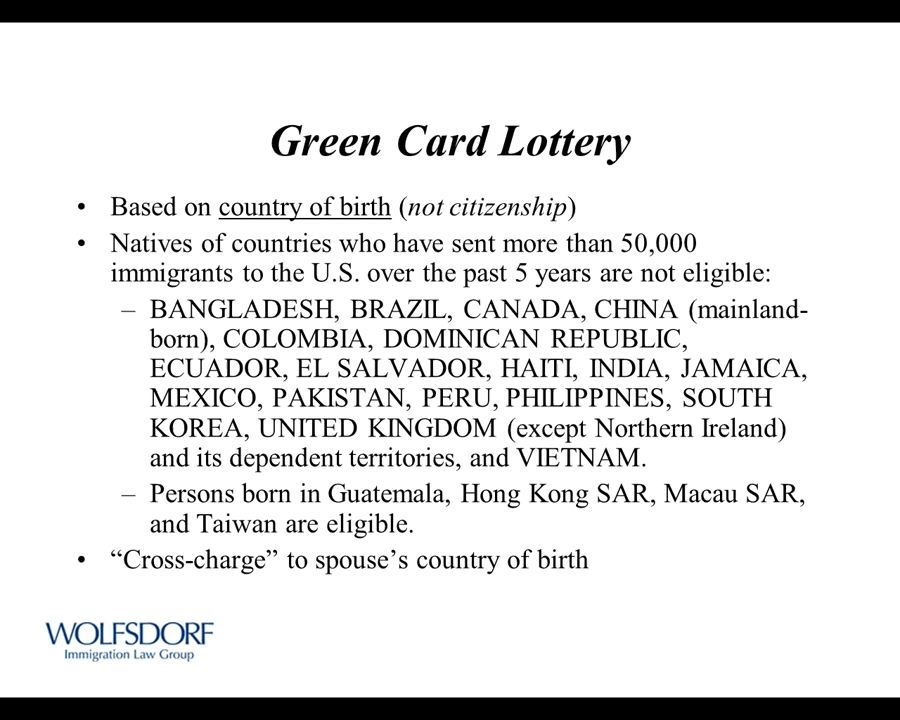 Green Card Lottery
• Based on country of birth (not citizenship)
• Natives of countries who have sent more than 50,000
immigrants to the U.S. over the past 5 years are not eligible:
– BANGLADESH, BRAZIL, CANADA, CHINA (mainland-
born), COLOMBIA, DOMINICAN REPUBLIC,
ECUADOR, EL SALVADOR, HAITI, INDIA, JAMAICA,
MEXICO, PAKISTAN, PERU, PHILIPPINES, SOUTH
KOREA, UNITED KINGDOM (except Northern Ireland)
and its dependent territories, and VIETNAM.
– Persons born in Guatemala, Hong Kong SAR, Macau SAR,
and Taiwan are eligible.
• “Cross-charge” to spouse’s country of birth
WOLFSDORF
Immigration Law Group